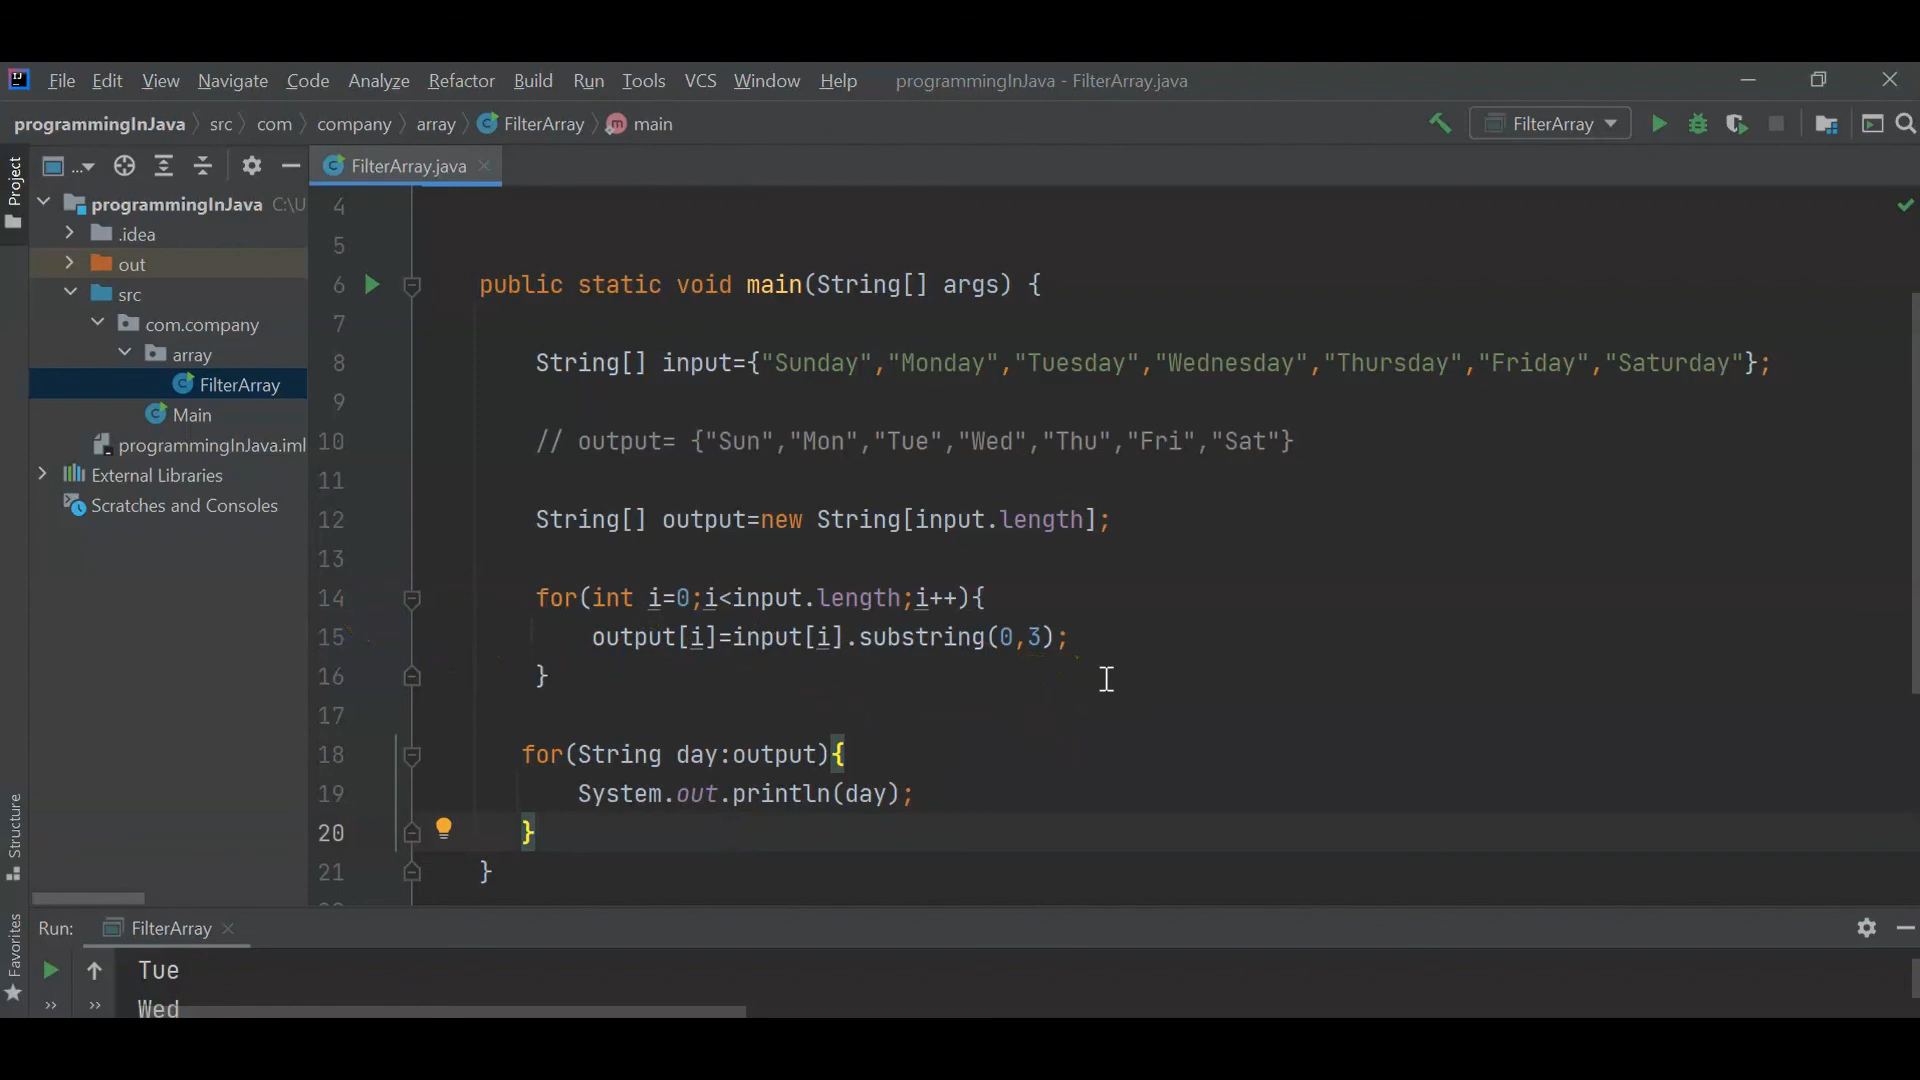 File Edit View Navigate Code Analyze Refactor Build Run Tools VCS Window Help programmingInJava - FilterArray.java
programmingInJava src com company array FilterArray main FilterArray
Project ... FilterArray.java
programmingInJava C:\U
.idea
out
src
com.company
array
FilterArray
Main
programmingInJava.iml
External Libraries
Scratches and Consoles
4
5
6 public static void main(String[] args) {
7
8 String[] input={"Sunday","Monday","Tuesday","Wednesday","Thursday","Friday","Saturday"};
9
10 // output= {"Sun","Mon","Tue","Wed","Thu","Fri","Sat"}
11
12 String[] output=new String[input.length];
13
14 for(int i=0;i<input.length;i++){
15 output[i]=input[i].substring(0,3);
16 }
17
18 for(String day:output){
19 System.out.println(day);
20 }
21 }
Structure
Favorites
Run: FilterArray
Tue
Wed